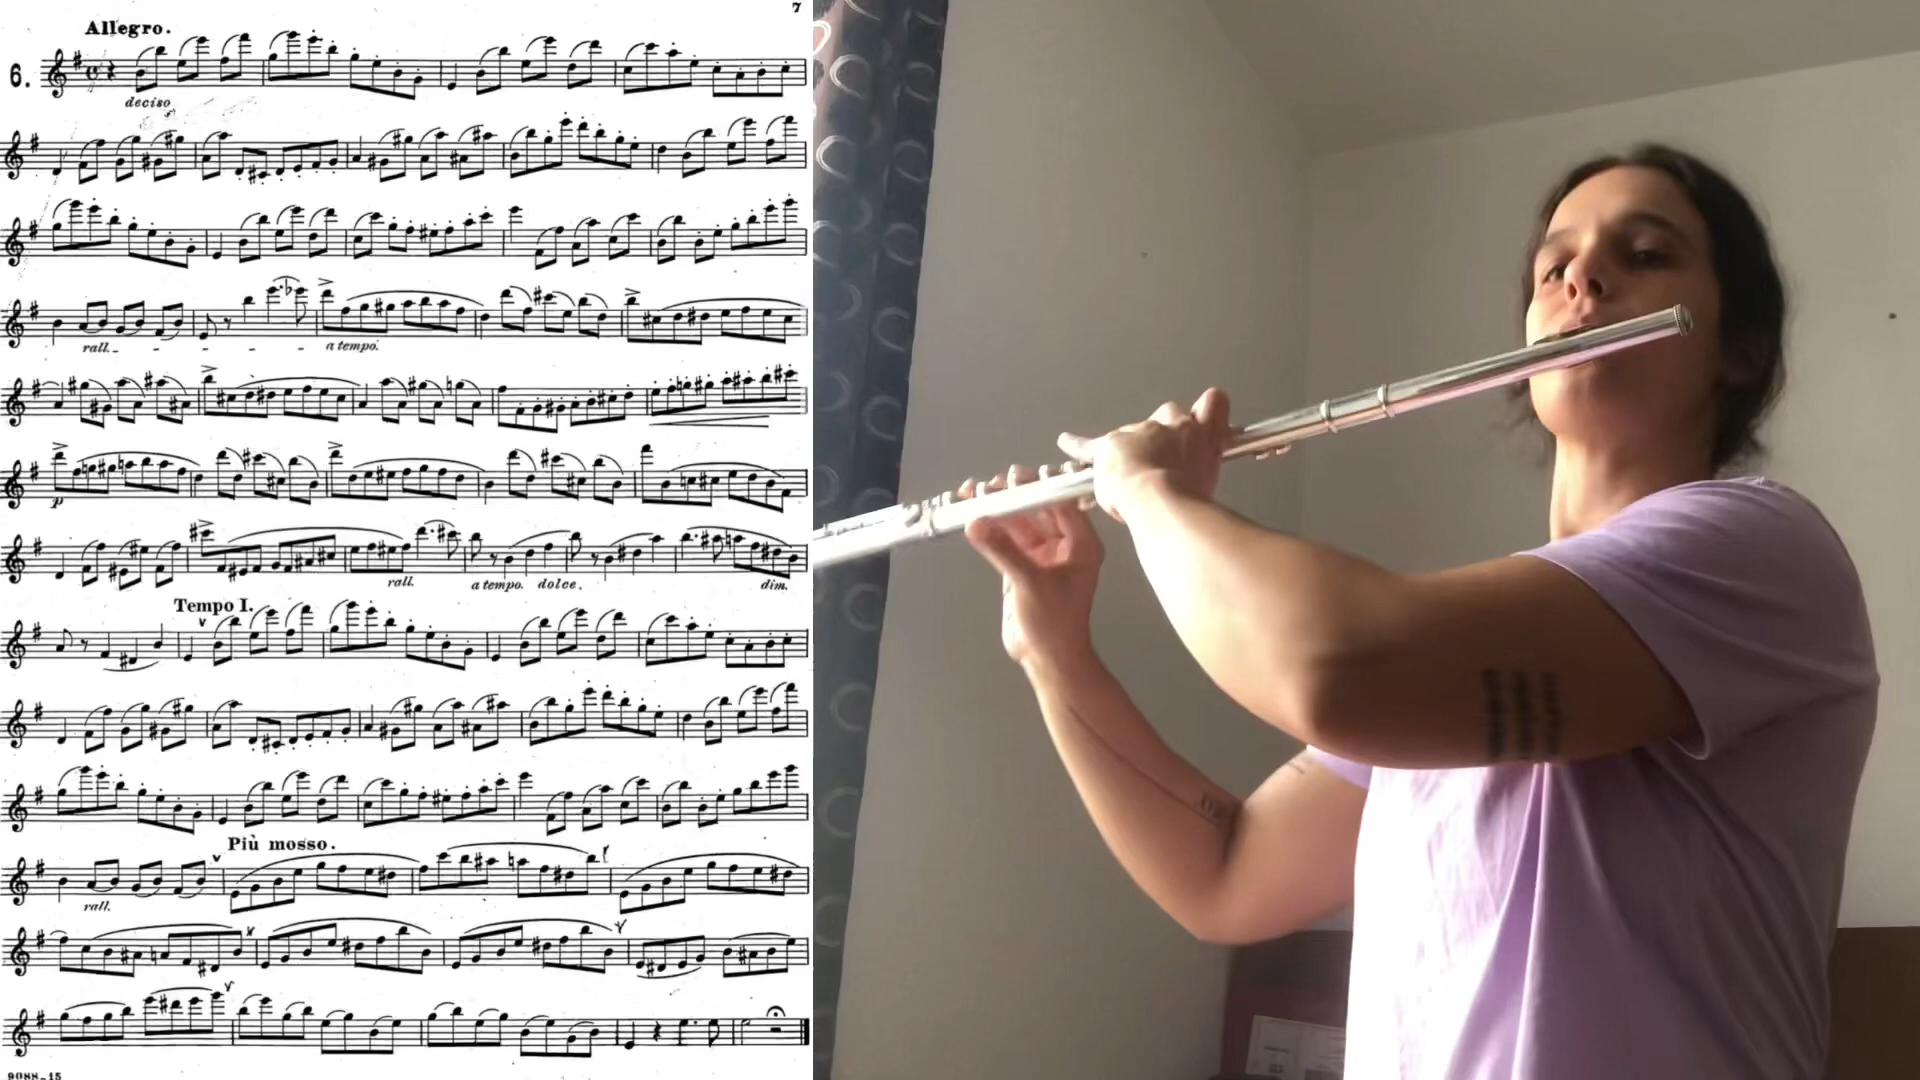 7
Allegro.
6.
deciso
rall. - - - - - a tempo.
p
rall. a tempo. dolce. dim.
Tempo I.
Più mosso.
rall.
9088-15